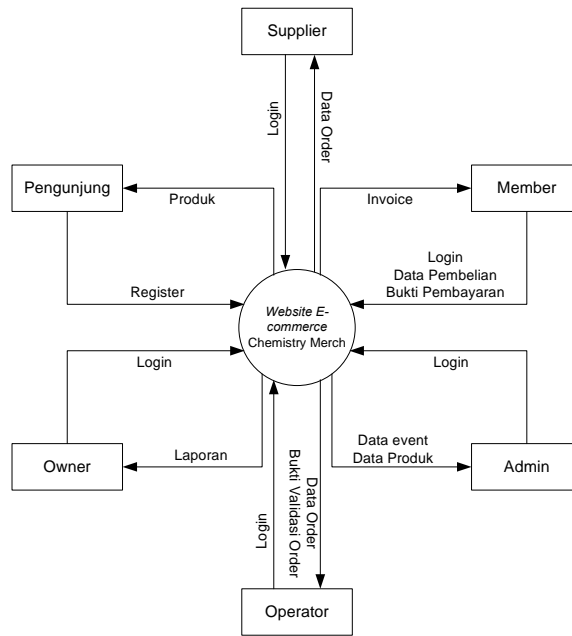 Supplier
Login
Data Order
Pengunjung
Produk
Invoice
Member
Register
Login
Data Pembelian
Bukti Pembayaran
Website E-
commerce
Chemistry Merch
Login
Login
Owner
Laporan
Data event
Data Produk
Admin
Login
Data Order
Bukti Validasi Order
Operator